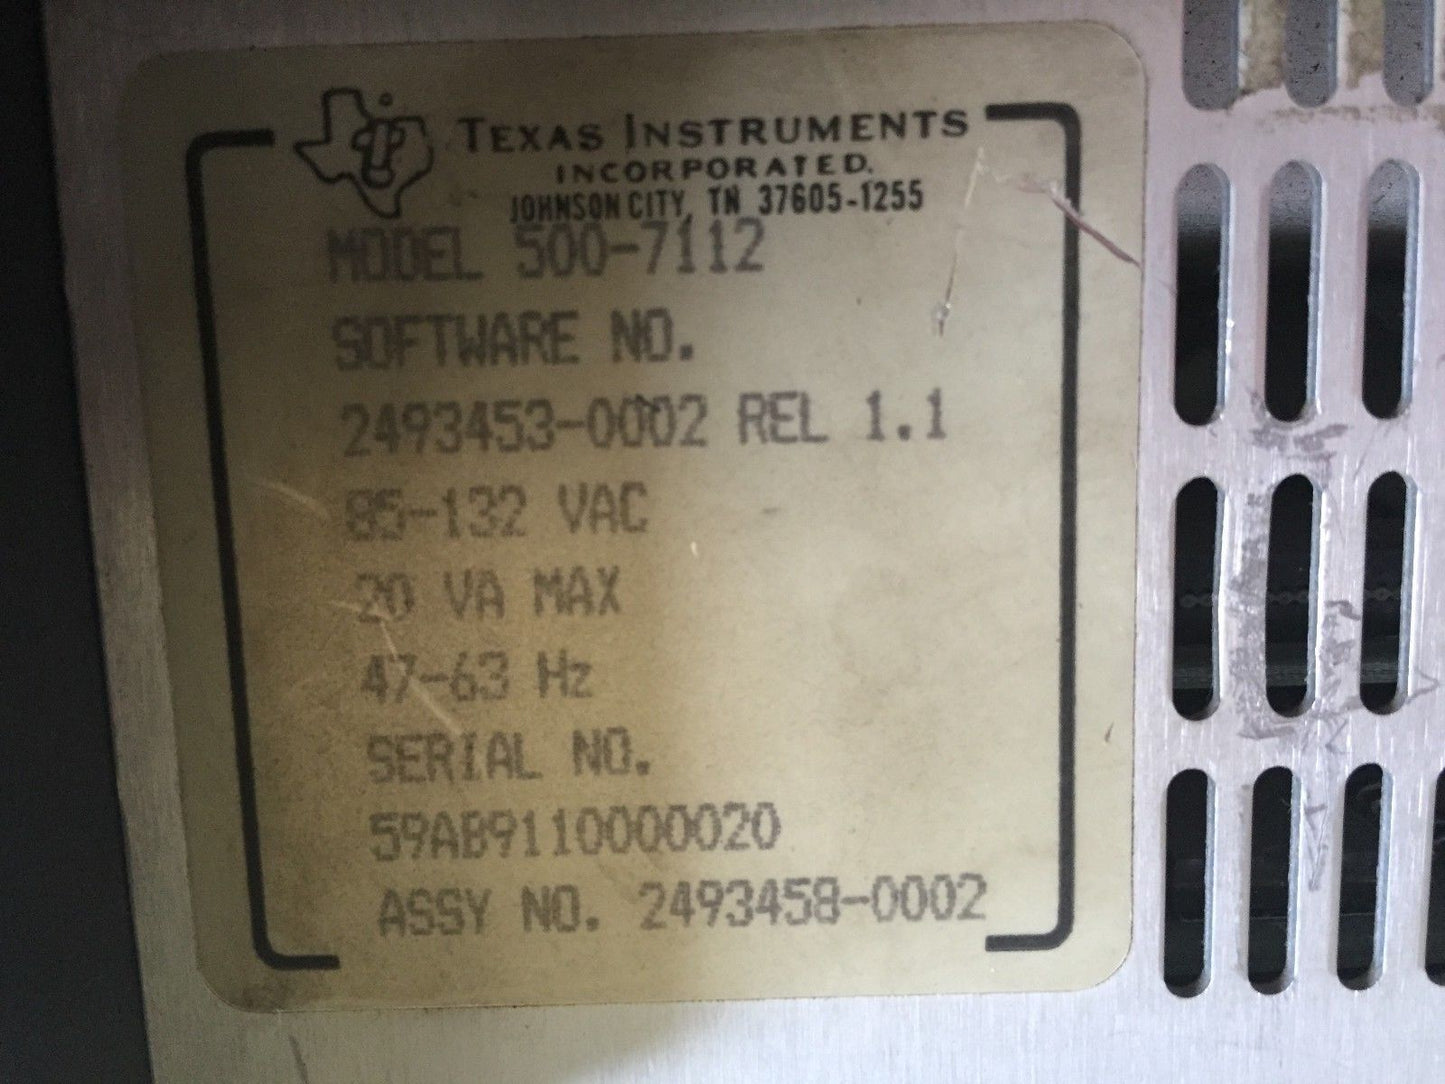 TEXAS INSTRUMENTS
INCORPORATED.
JOHNSON CITY, TN 37605-1255
MODEL 500-7112
SOFTWARE NO.
2493453-0002 REL 1.1
85-132 VAC
20 VA MAX
47-63 Hz
SERIAL NO.
59AB9110000020
ASSY NO. 2493458-0002